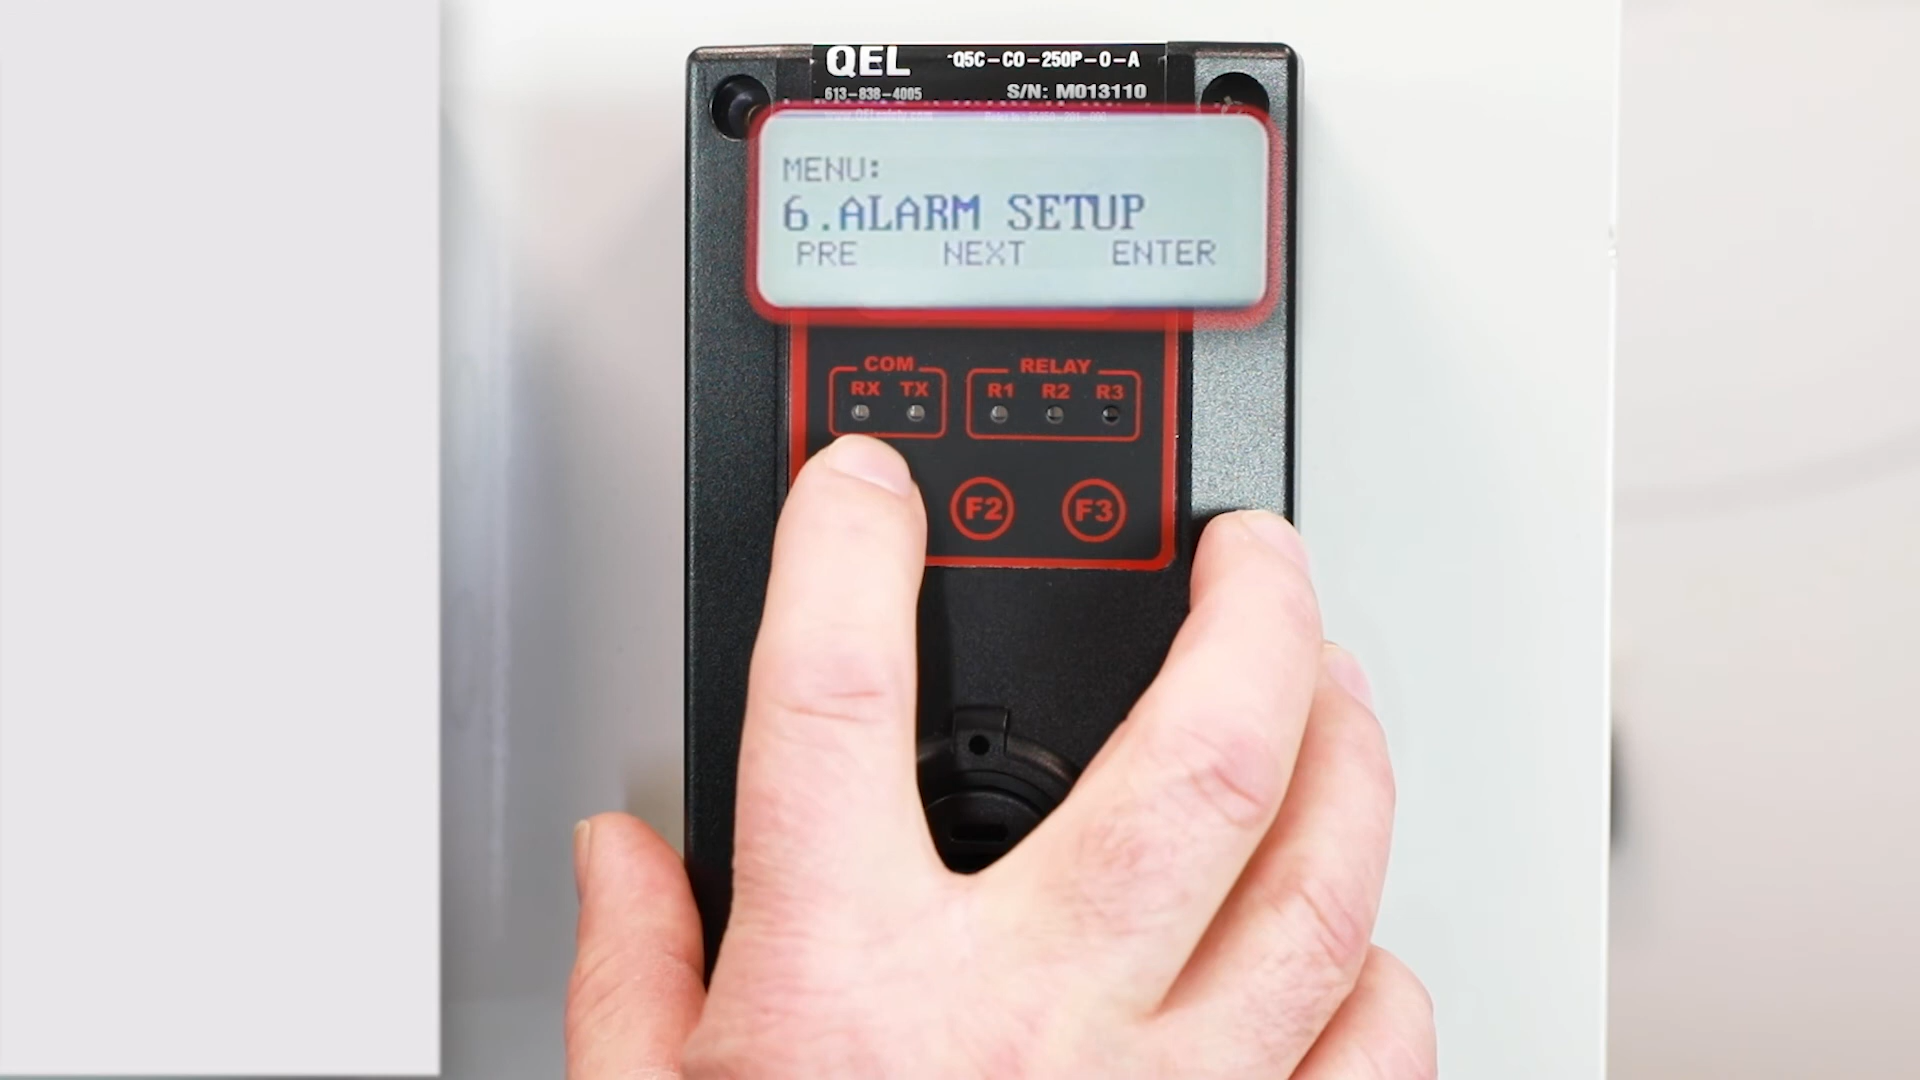 QEL
-Q5C-CO-250P-O-A
613-838-4005
S/N: M013110
MENU:
6.ALARM SETUP
PRE NEXT ENTER
COM
RELAY
RX TX
R1 R2 R3
F2
F3